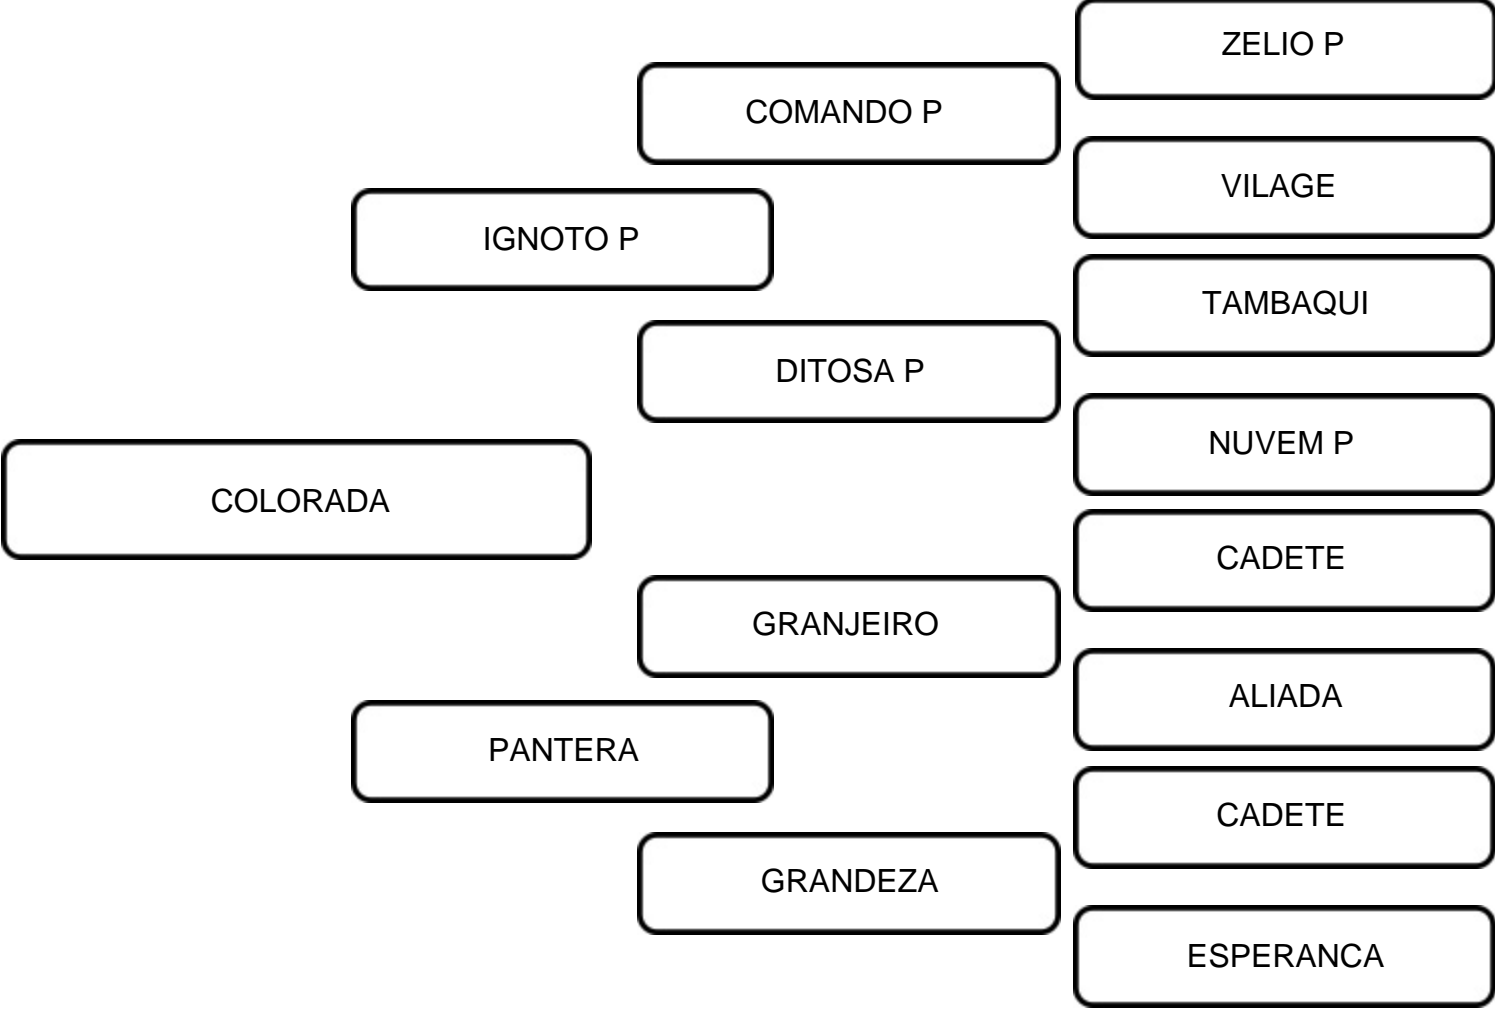 ZELIO P
COMANDO P
VILAGE
IGNOTO P
TAMBAQUI
DITOSA P
NUVEM P
COLORADA
CADETE
GRANJEIRO
ALIADA
PANTERA
CADETE
GRANDEZA
ESPERANCA